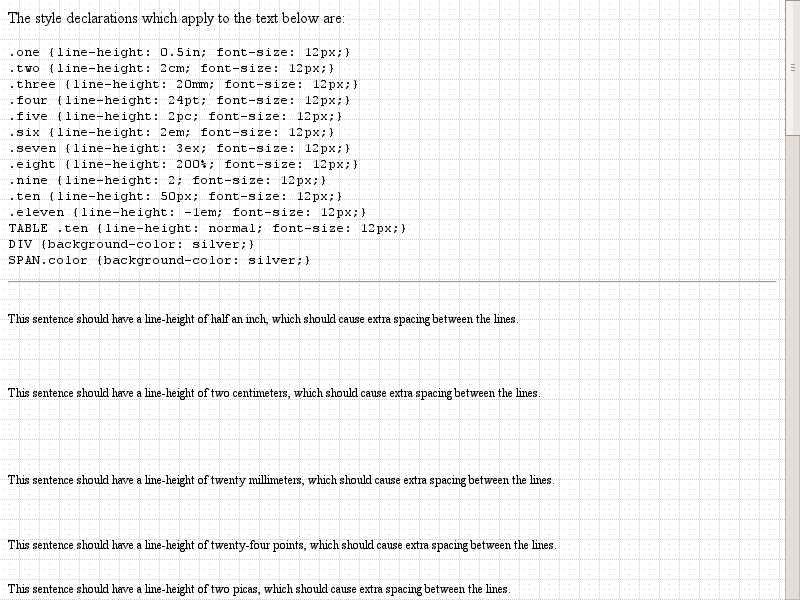 The style declarations which apply to the text below are:
.one {line-height: 0.5in; font-size: 12px;}
.two {line-height: 2cm; font-size: 12px;}
.three {line-height: 20mm; font-size: 12px;}
.four {line-height: 24pt; font-size: 12px;}
.five {line-height: 2pc; font-size: 12px;}
.six {line-height: 2em; font-size: 12px;}
.seven {line-height: 3ex; font-size: 12px;}
.eight {line-height: 200%; font-size: 12px;}
.nine {line-height: 2; font-size: 12px;}
.ten {line-height: 50px; font-size: 12px;}
.eleven {line-height: -1em; font-size: 12px;}
TABLE .ten {line-height: normal; font-size: 12px;}
DIV {background-color: silver;}
SPAN.color {background-color: silver;}
This sentence should have a line-height of half an inch, which should cause extra spacing between the lines.
This sentence should have a line-height of two centimeters, which should cause extra spacing between the lines.
This sentence should have a line-height of twenty millimeters, which should cause extra spacing between the lines.
This sentence should have a line-height of twenty-four points, which should cause extra spacing between the lines.
This sentence should have a line-height of two picas, which should cause extra spacing between the lines.